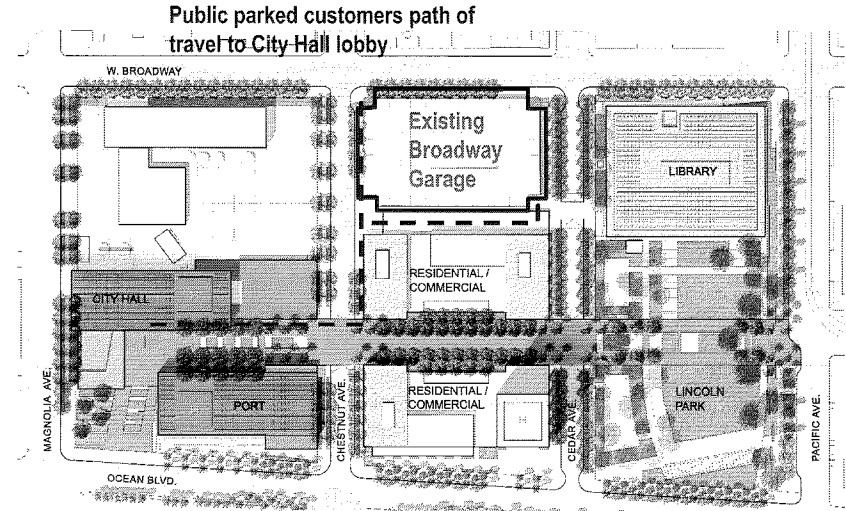 Public parked customers path of
travel to City Hall lobby
W. BROADWAY
Existing
Broadway
Garage
LIBRARY
RESIDENTIAL /
COMMERCIAL
CITY HALL
MAGNOLIA AVE.
PORT
CHESTNUT AVE.
RESIDENTIAL /
COMMERCIAL
CEDAR AVE.
LINCOLN
PARK
PACIFIC AVE.
OCEAN BLVD.